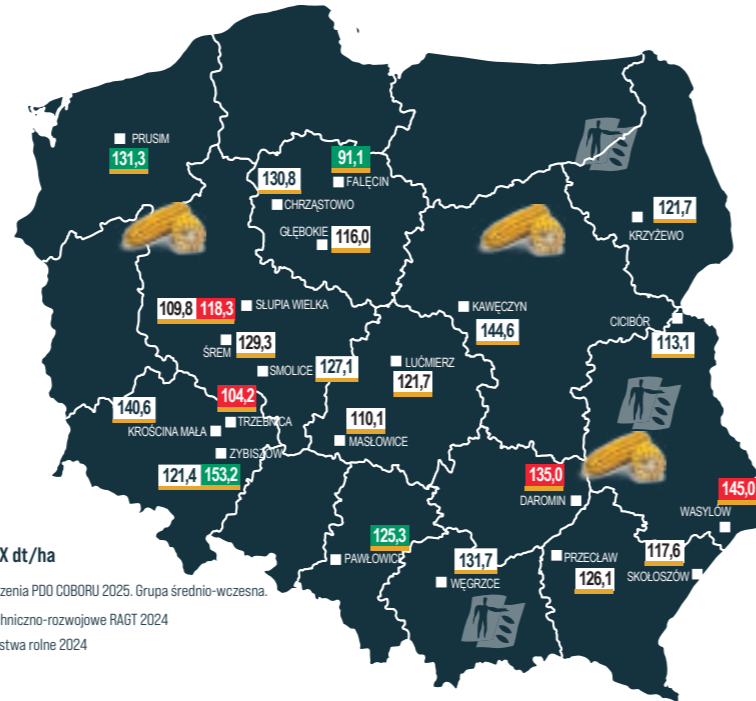 PRUSIM
131,3
91,1
FALĘCIN
130,8
CHRZĄSTOWO
GŁĘBOKIE
116,0
121,7
KRZYŻEWO
109,8 118,3
SŁUPIA WIELKA
KAWĘCZYN
144,6
CICIBÓR
113,1
ŚREM
129,3
SMOLICE
127,1
LUĆMIERZ
121,7
104,2
TRZEBNICA
140,6
KROŚCINA MAŁA
110,1
MASŁOWICE
ZYBISZÓW
121,4 153,2
135,0
DAROMIN
145,0
WASYLÓW
125,3
PAWŁOWICE
131,7
WĘGRZCE
PRZECŁAW
126,1
117,6
SKOŁOSZÓW
X dt/ha
zenia PDO COBORU 2025. Grupa średnio-wczesna.
hniczno-rozwojowe RAGT 2024
stwa rolne 2024